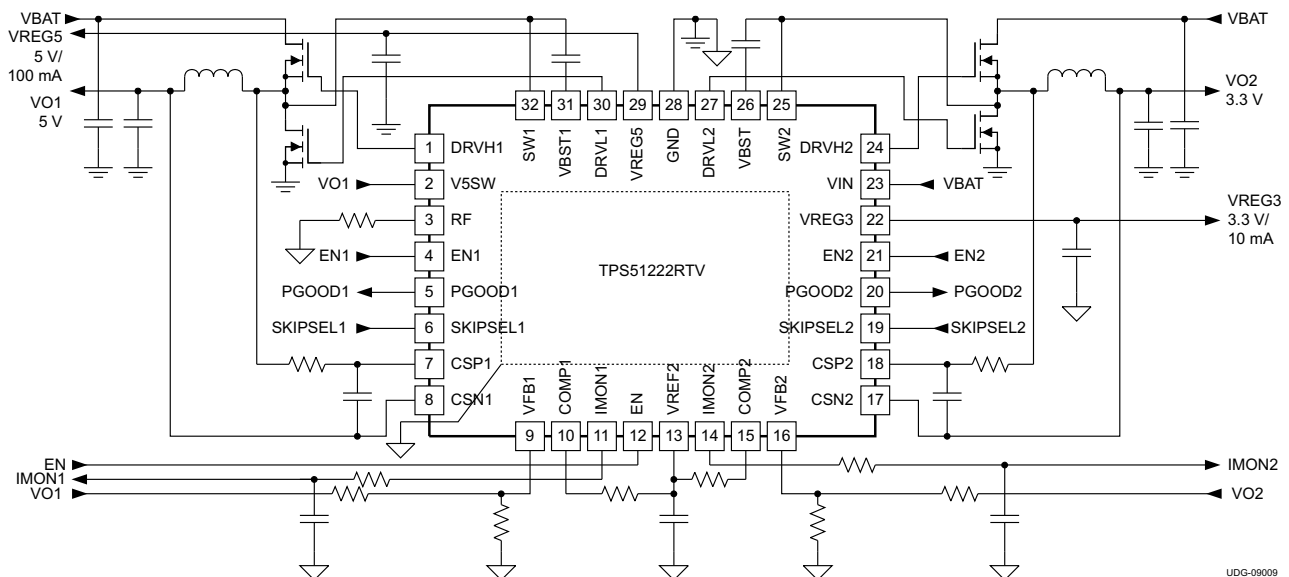 VBAT
VREG5
5 V/
100 mA
VO1
5 V
VBAT
VO2
3.3 V
VREG3
3.3 V/
10 mA
32 31 30 29 28 27 26 25
SW1 VBST1 DRVL1 VREG5 GND DRVL2 VBST SW2
1 DRVH1
VO1 2 V5SW
3 RF
EN1 4 EN1
PGOOD1 5 PGOOD1
SKIPSEL1 6 SKIPSEL1
7 CSP1
8 CSN1
TPS51222RTV
DRVH2 24
VIN 23 VBAT
VREG3 22
EN2 21 EN2
PGOOD2 20 PGOOD2
SKIPSEL2 19 SKIPSEL2
CSP2 18
CSN2 17
VFB1 COMP1 IMON1 EN VREF2 IMON2 COMP2 VFB2
9 10 11 12 13 14 15 16
EN
IMON1
VO1
IMON2
VO2
UDG-09009